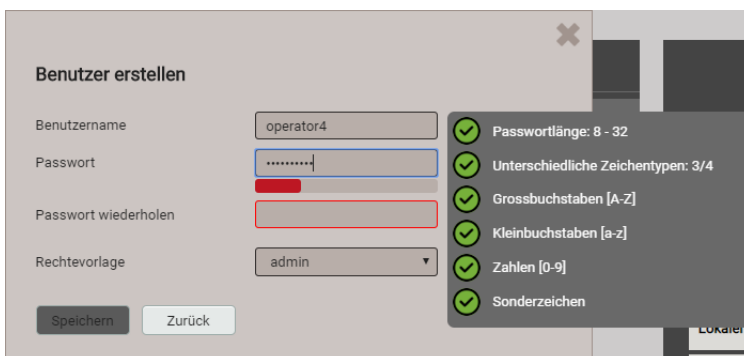 Benutzer erstellen
Benutzername
operator4
Passwort
••••••••••
Passwort wiederholen
Rechtevorlage
admin
Speichern
Zurück
Passwortlänge: 8 - 32
Unterschiedliche Zeichentypen: 3/4
Grossbuchstaben [A-Z]
Kleinbuchstaben [a-z]
Zahlen [0-9]
Sonderzeichen